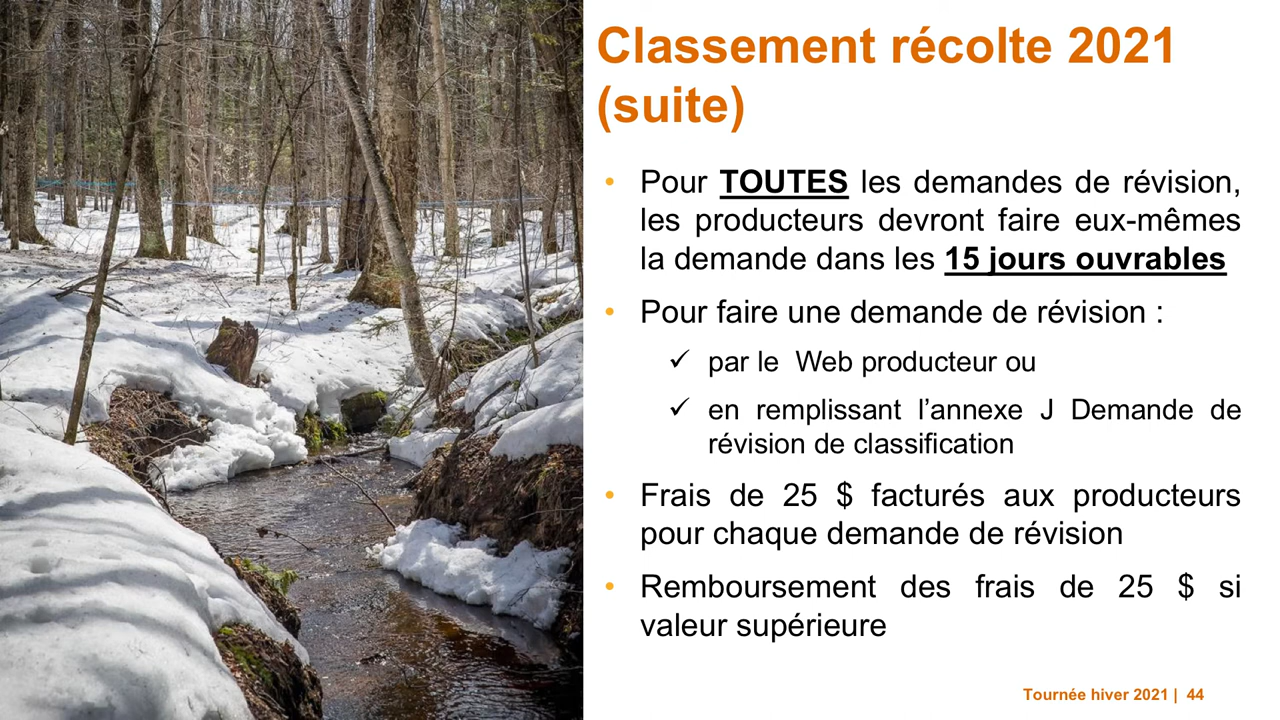 Classement récolte 2021
(suite)
• Pour TOUTES les demandes de révision,
les producteurs devront faire eux-mêmes
la demande dans les 15 jours ouvrables
• Pour faire une demande de révision :
✓ par le Web producteur ou
✓ en remplissant l’annexe J Demande de
révision de classification
• Frais de 25 $ facturés aux producteurs
pour chaque demande de révision
• Remboursement des frais de 25 $ si
valeur supérieure
Tournée hiver 2021 | 44